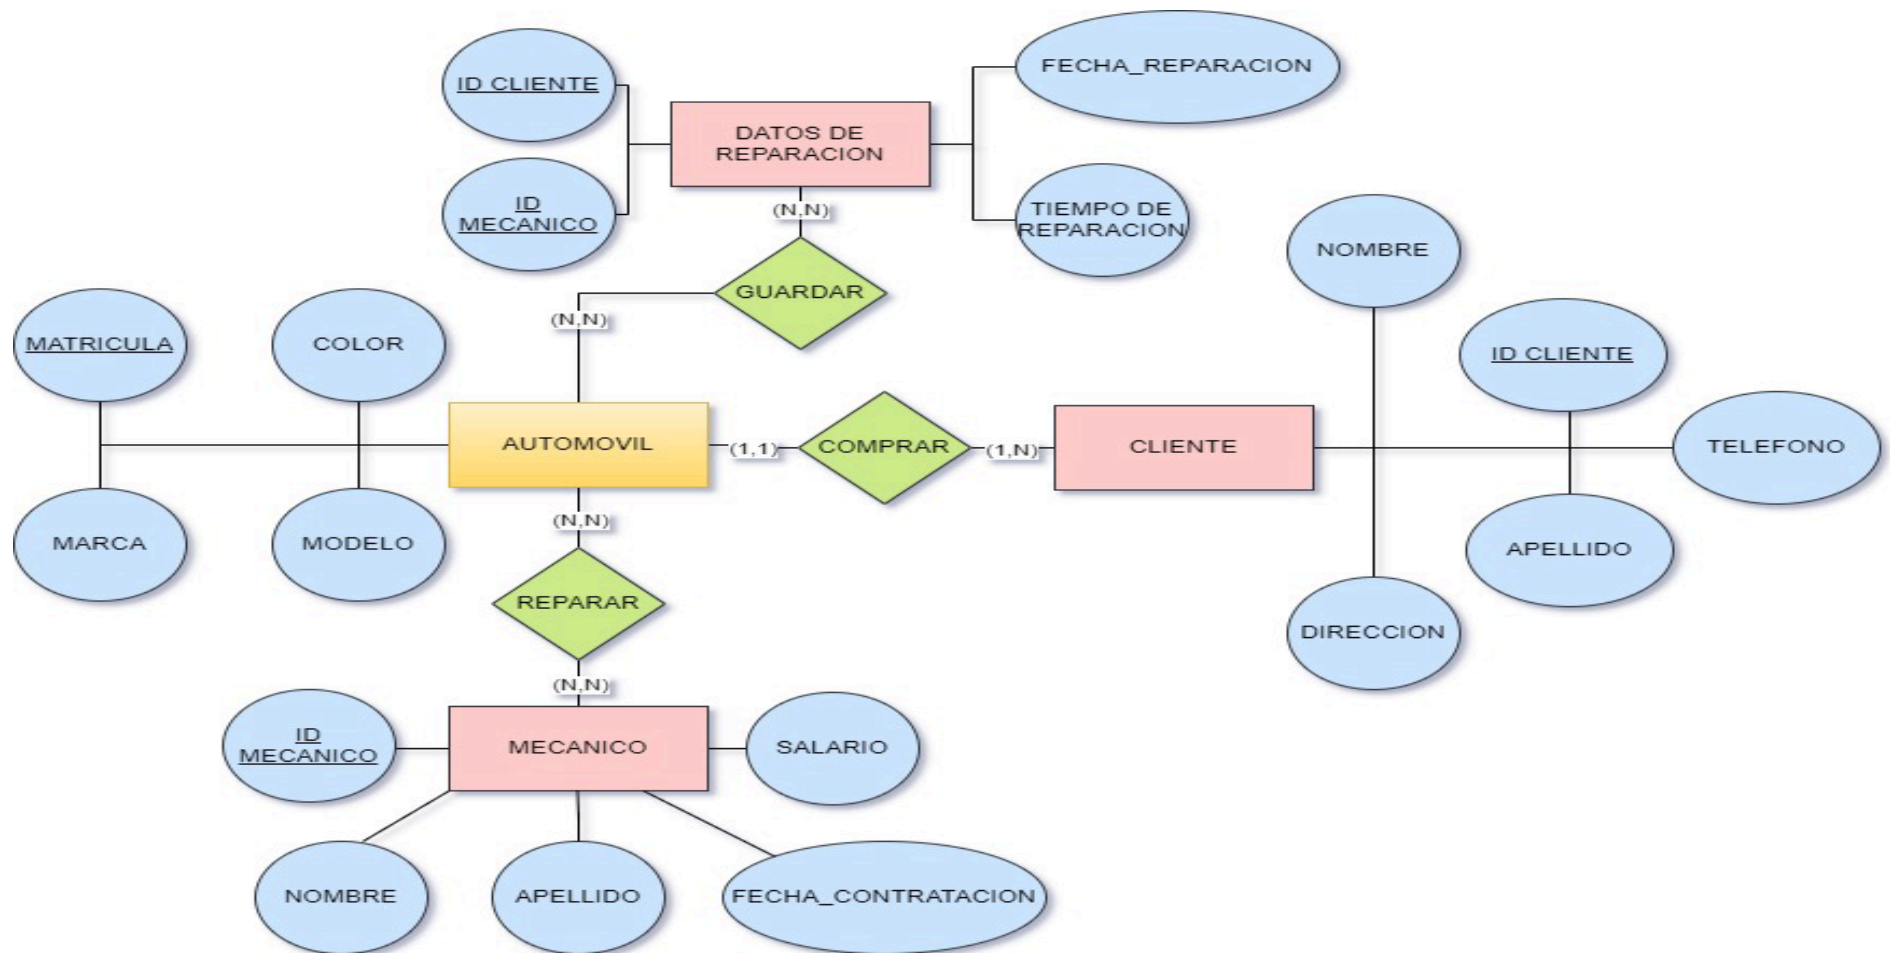 FECHA_REPARACION
ID CLIENTE
DATOS DE
REPARACION
ID
MECANICO
(N,N)
TIEMPO DE
REPARACION
NOMBRE
GUARDAR
(N,N)
MATRICULA
COLOR
ID CLIENTE
AUTOMOVIL
(1,1)
COMPRAR
(1,N)
CLIENTE
TELEFONO
(N,N)
MARCA
MODELO
APELLIDO
REPARAR
DIRECCION
(N,N)
ID
MECANICO
MECANICO
SALARIO
NOMBRE
APELLIDO
FECHA_CONTRATACION